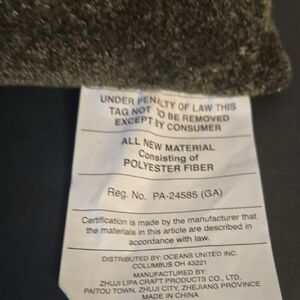 UNDER PENALTY OF LAW THIS
TAG NOT TO BE REMOVED
EXCEPT BY CONSUMER
ALL NEW MATERIAL
Consisting of
POLYESTER FIBER
Reg. No. PA-24585 (GA)
Certification is made by the manufacturer that
the materials in this article are described in
accordance with law.
DISTRIBUTED BY: OCEANS UNITED INC.
COLUMBUS OH 43221
MANUFACTURED BY:
ZHUJI LIPA CRAFT PRODUCTS CO., LTD.
PAITOU TOWN, ZHUJI CITY, ZHEJIANG PROVINCE
MADE IN CHINA